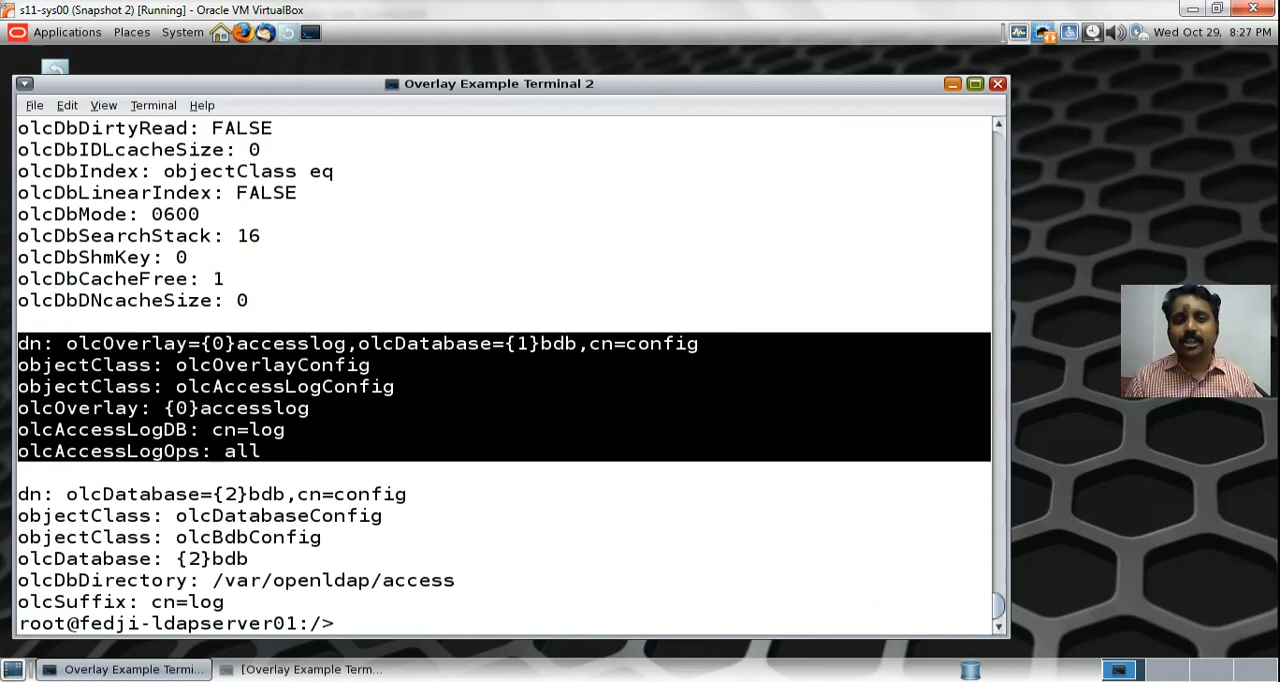 s11-sys00 (Snapshot 2) [Running] - Oracle VM VirtualBox
Applications Places System
Wed Oct 29, 8:27 PM
Overlay Example Terminal 2
File Edit View Terminal Help
olcDbDirtyRead: FALSE
olcDbIDLcacheSize: 0
olcDbIndex: objectClass eq
olcDbLinearIndex: FALSE
olcDbMode: 0600
olcDbSearchStack: 16
olcDbShmKey: 0
olcDbCacheFree: 1
olcDbDNcacheSize: 0
dn: olcOverlay={0}accesslog,olcDatabase={1}bdb,cn=config
objectClass: olcOverlayConfig
objectClass: olcAccessLogConfig
olcOverlay: {0}accesslog
olcAccessLogDB: cn=log
olcAccessLogOps: all
dn: olcDatabase={2}bdb,cn=config
objectClass: olcDatabaseConfig
objectClass: olcBdbConfig
olcDatabase: {2}bdb
olcDbDirectory: /var/openldap/access
olcSuffix: cn=log
root@fedji-ldapserver01:/>
Overlay Example Termi... [Overlay Example Term...